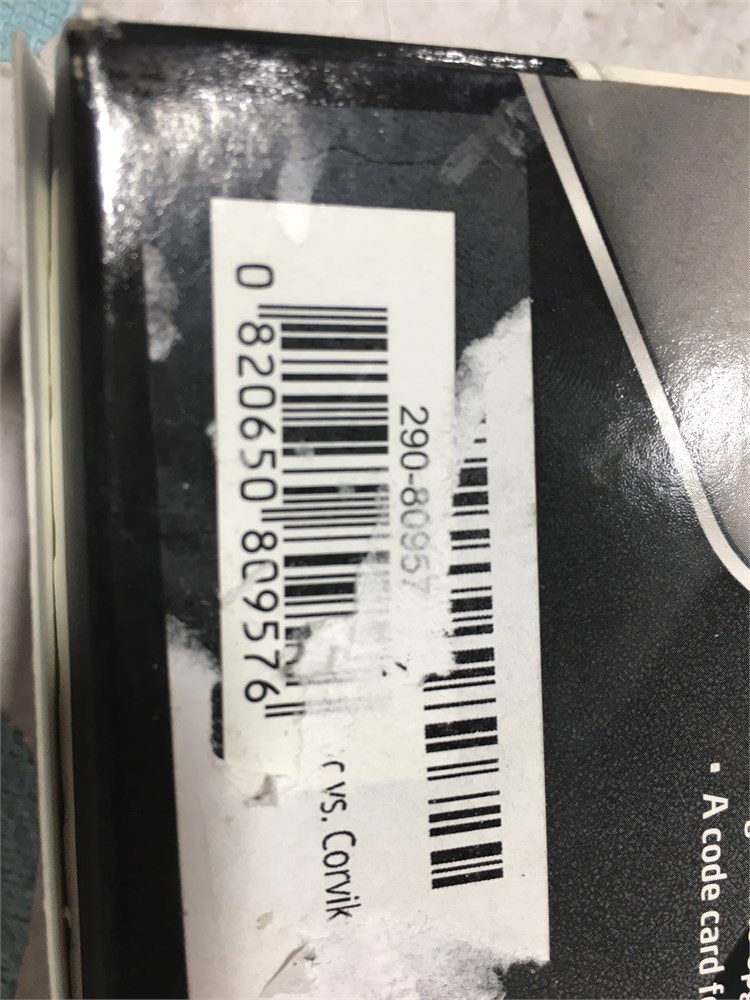 290-80957
0 820650 809576
vs. Corvik
• A code card